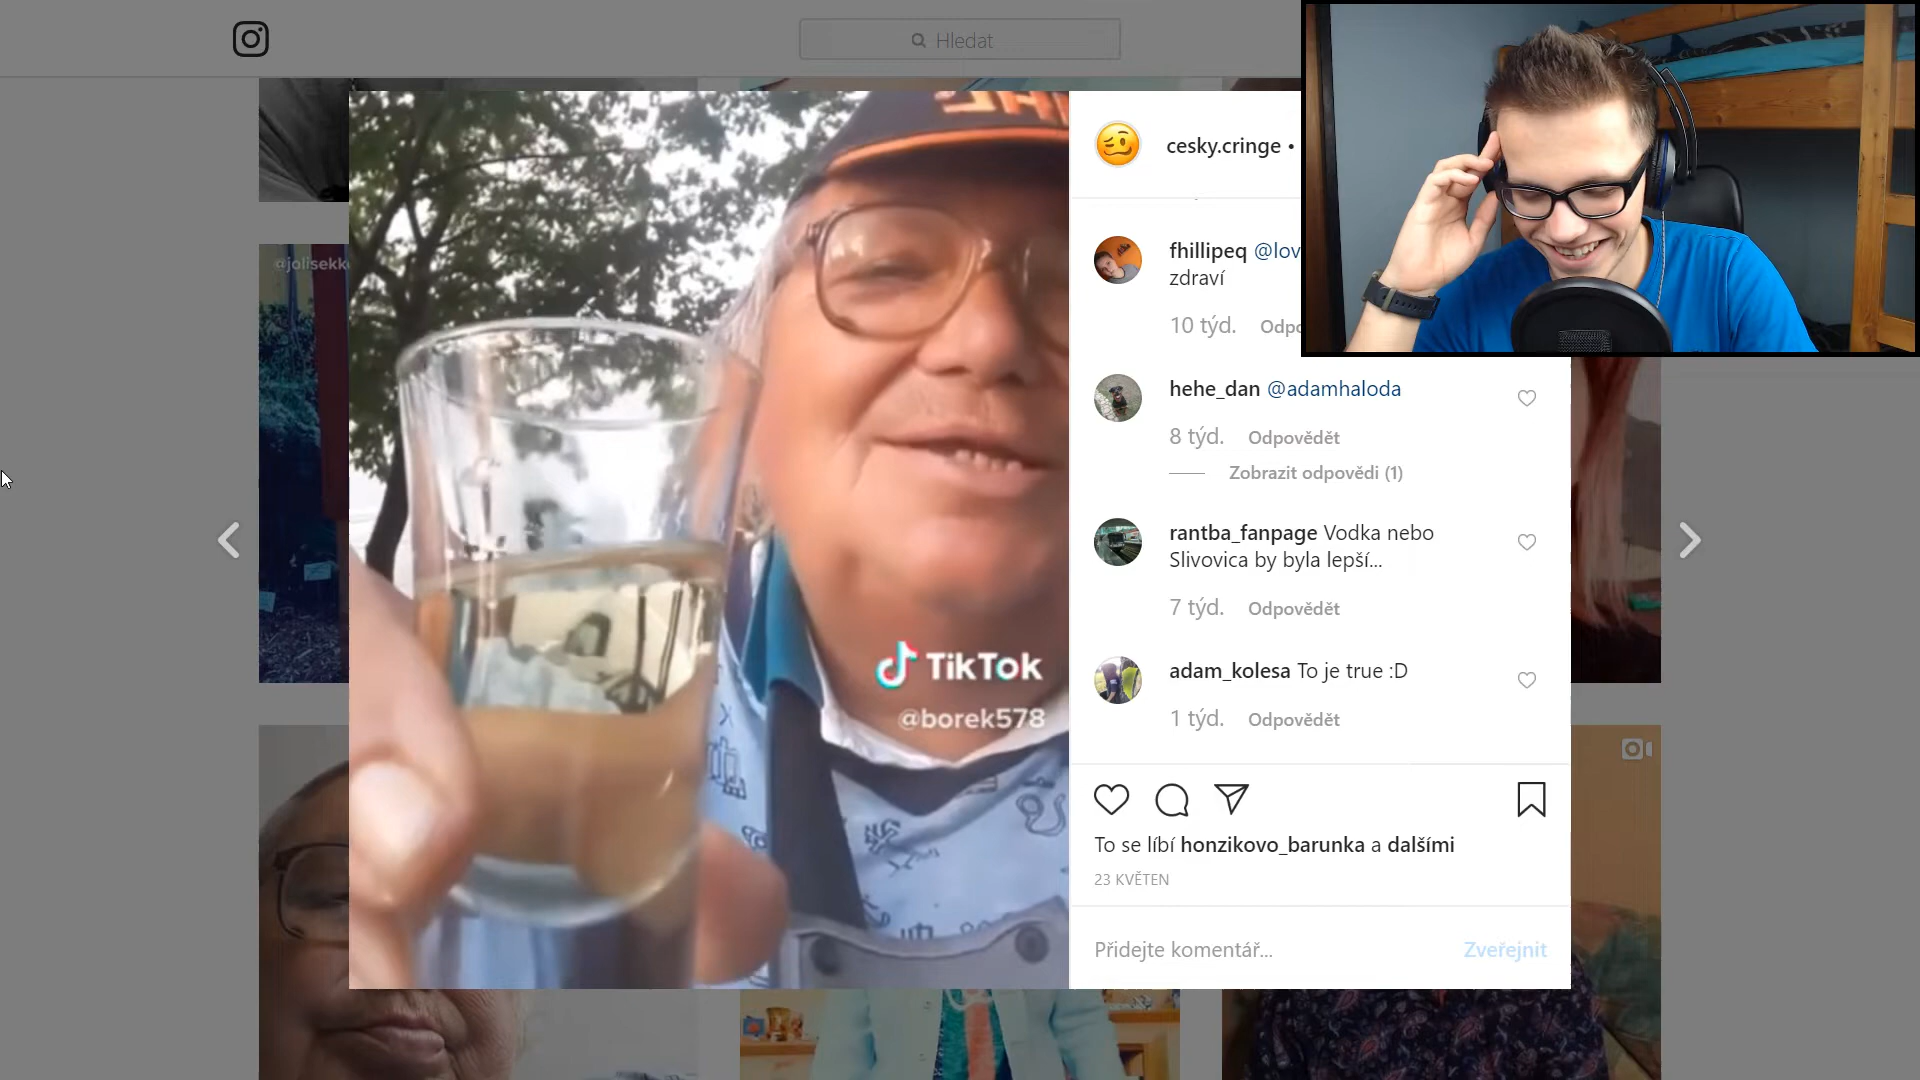 Hledat
@jolisekk
cesky.cringe •
fhillipeq @lov
zdraví
10 týd. Odpo
hehe_dan @adamhaloda
8 týd. Odpovědět
Zobrazit odpovědi (1)
rantba_fanpage Vodka nebo
Slivovica by byla lepší...
7 týd. Odpovědět
adam_kolesa To je true :D
1 týd. Odpovědět
TikTok
@borek578
To se líbí honzikovo_barunka a dalšími
23 KVĚTEN
Přidejte komentář...
Zveřejnit